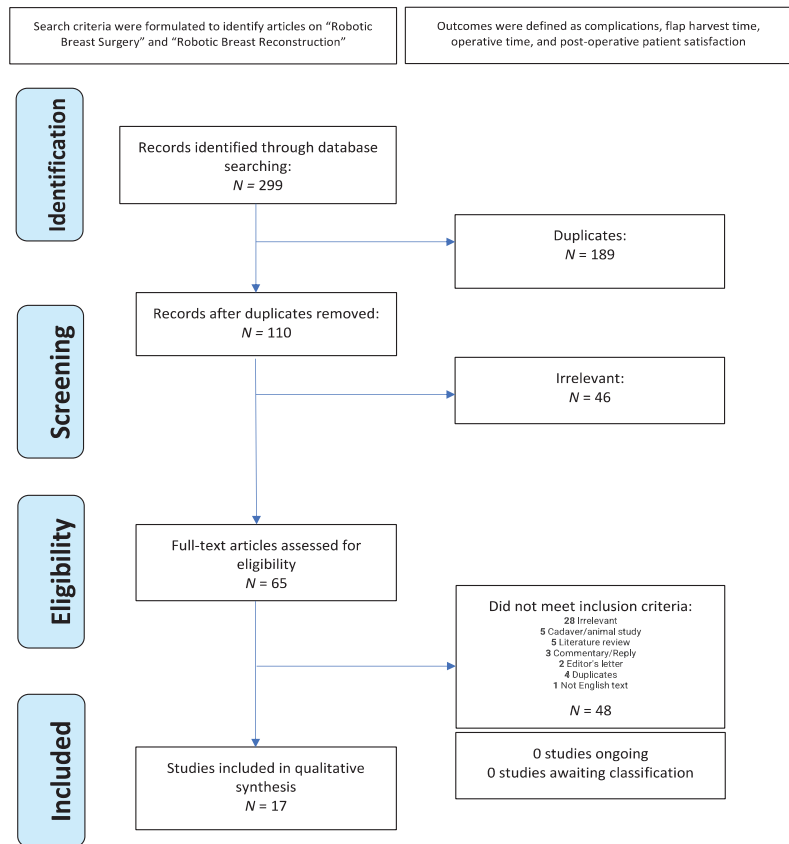 Search criteria were formulated to identify articles on “Robotic
Breast Surgery” and “Robotic Breast Reconstruction”
Outcomes were defined as complications, flap harvest time,
operative time, and post-operative patient satisfaction
Identification
Records identified through database
searching:
N = 299
Duplicates:
N = 189
Screening
Records after duplicates removed:
N = 110
Irrelevant:
N = 46
Eligibility
Full-text articles assessed for
eligibility
N = 65
Did not meet inclusion criteria:
28 Irrelevant
5 Cadaver/animal study
5 Literature review
3 Commentary/Reply
2 Editor's letter
4 Duplicates
1 Not English text
N = 48
Included
Studies included in qualitative
synthesis
N = 17
0 studies ongoing
0 studies awaiting classification